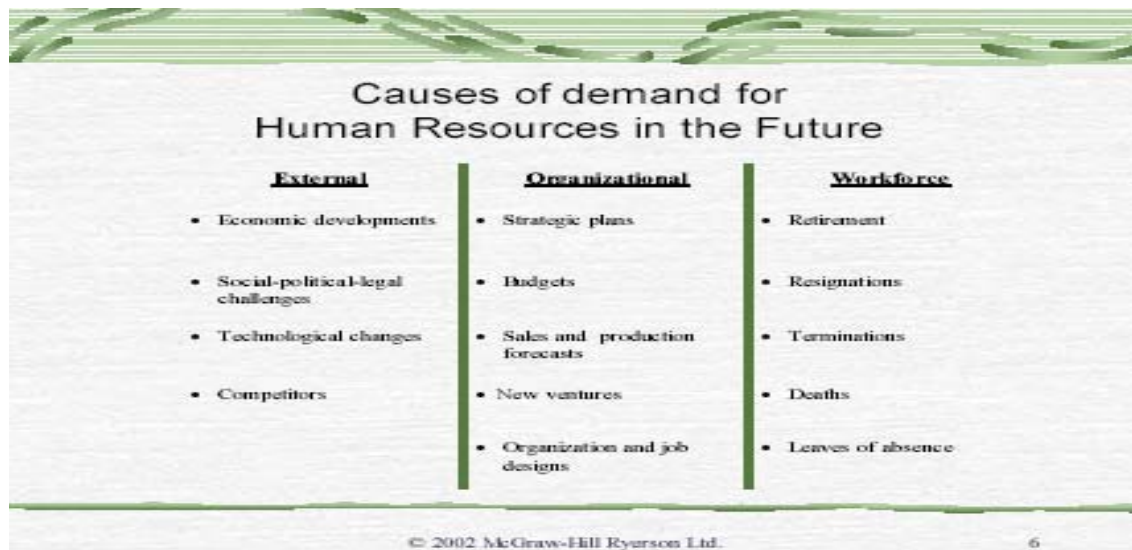 Causes of demand for
Human Resources in the Future
External
• Economic developments
• Social-political-legal
challenges
• Technological changes
• Competitors
Organizational
• Strategic plans
• Budgets
• Sales and production
forecasts
• New ventures
• Organization and job
designs
Workforce
• Retirement
• Resignations
• Terminations
• Deaths
• Leaves of absence
© 2002 McGraw-Hill Ryerson Ltd.
6